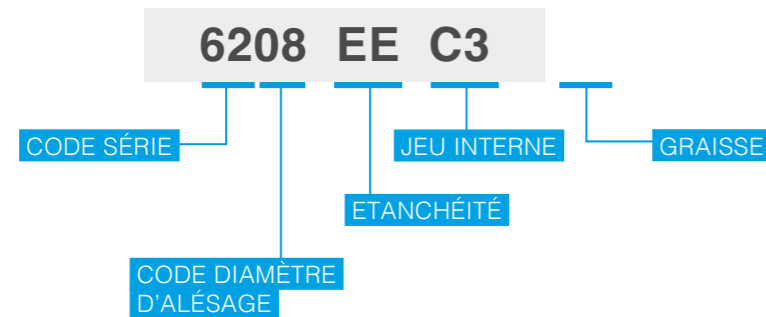 6208 EE C3
CODE SÉRIE
JEU INTERNE
GRAISSE
ETANCHÉITÉ
CODE DIAMÈTRE
D'ALÉSAGE